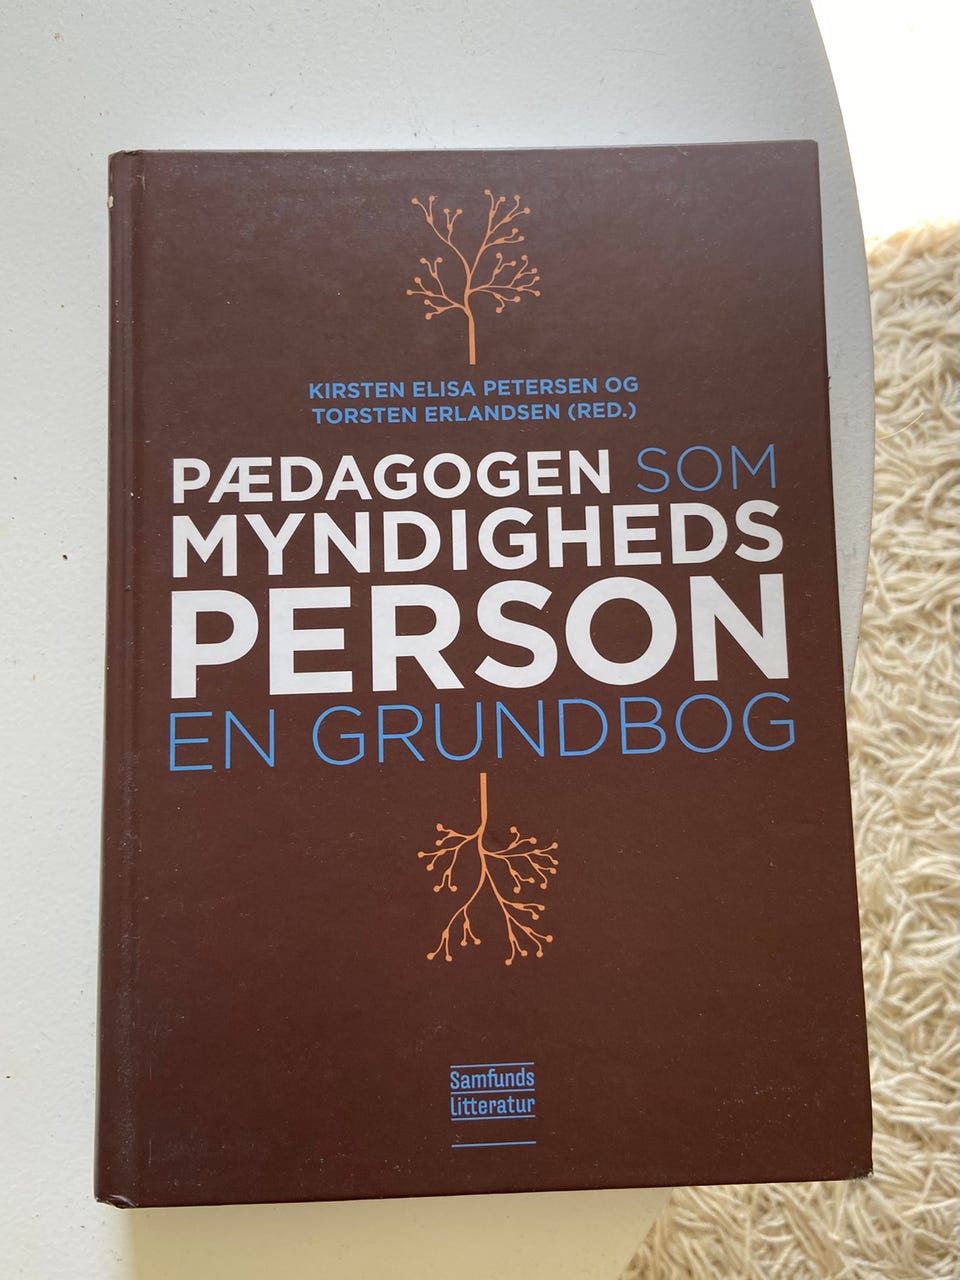 KIRSTEN ELISA PETERSEN OG
TORSTEN ERLANDSEN (RED.)
PÆDAGOGEN SOM
MYNDIGHEDS
PERSON
EN GRUNDBOG
Samfunds
litteratur